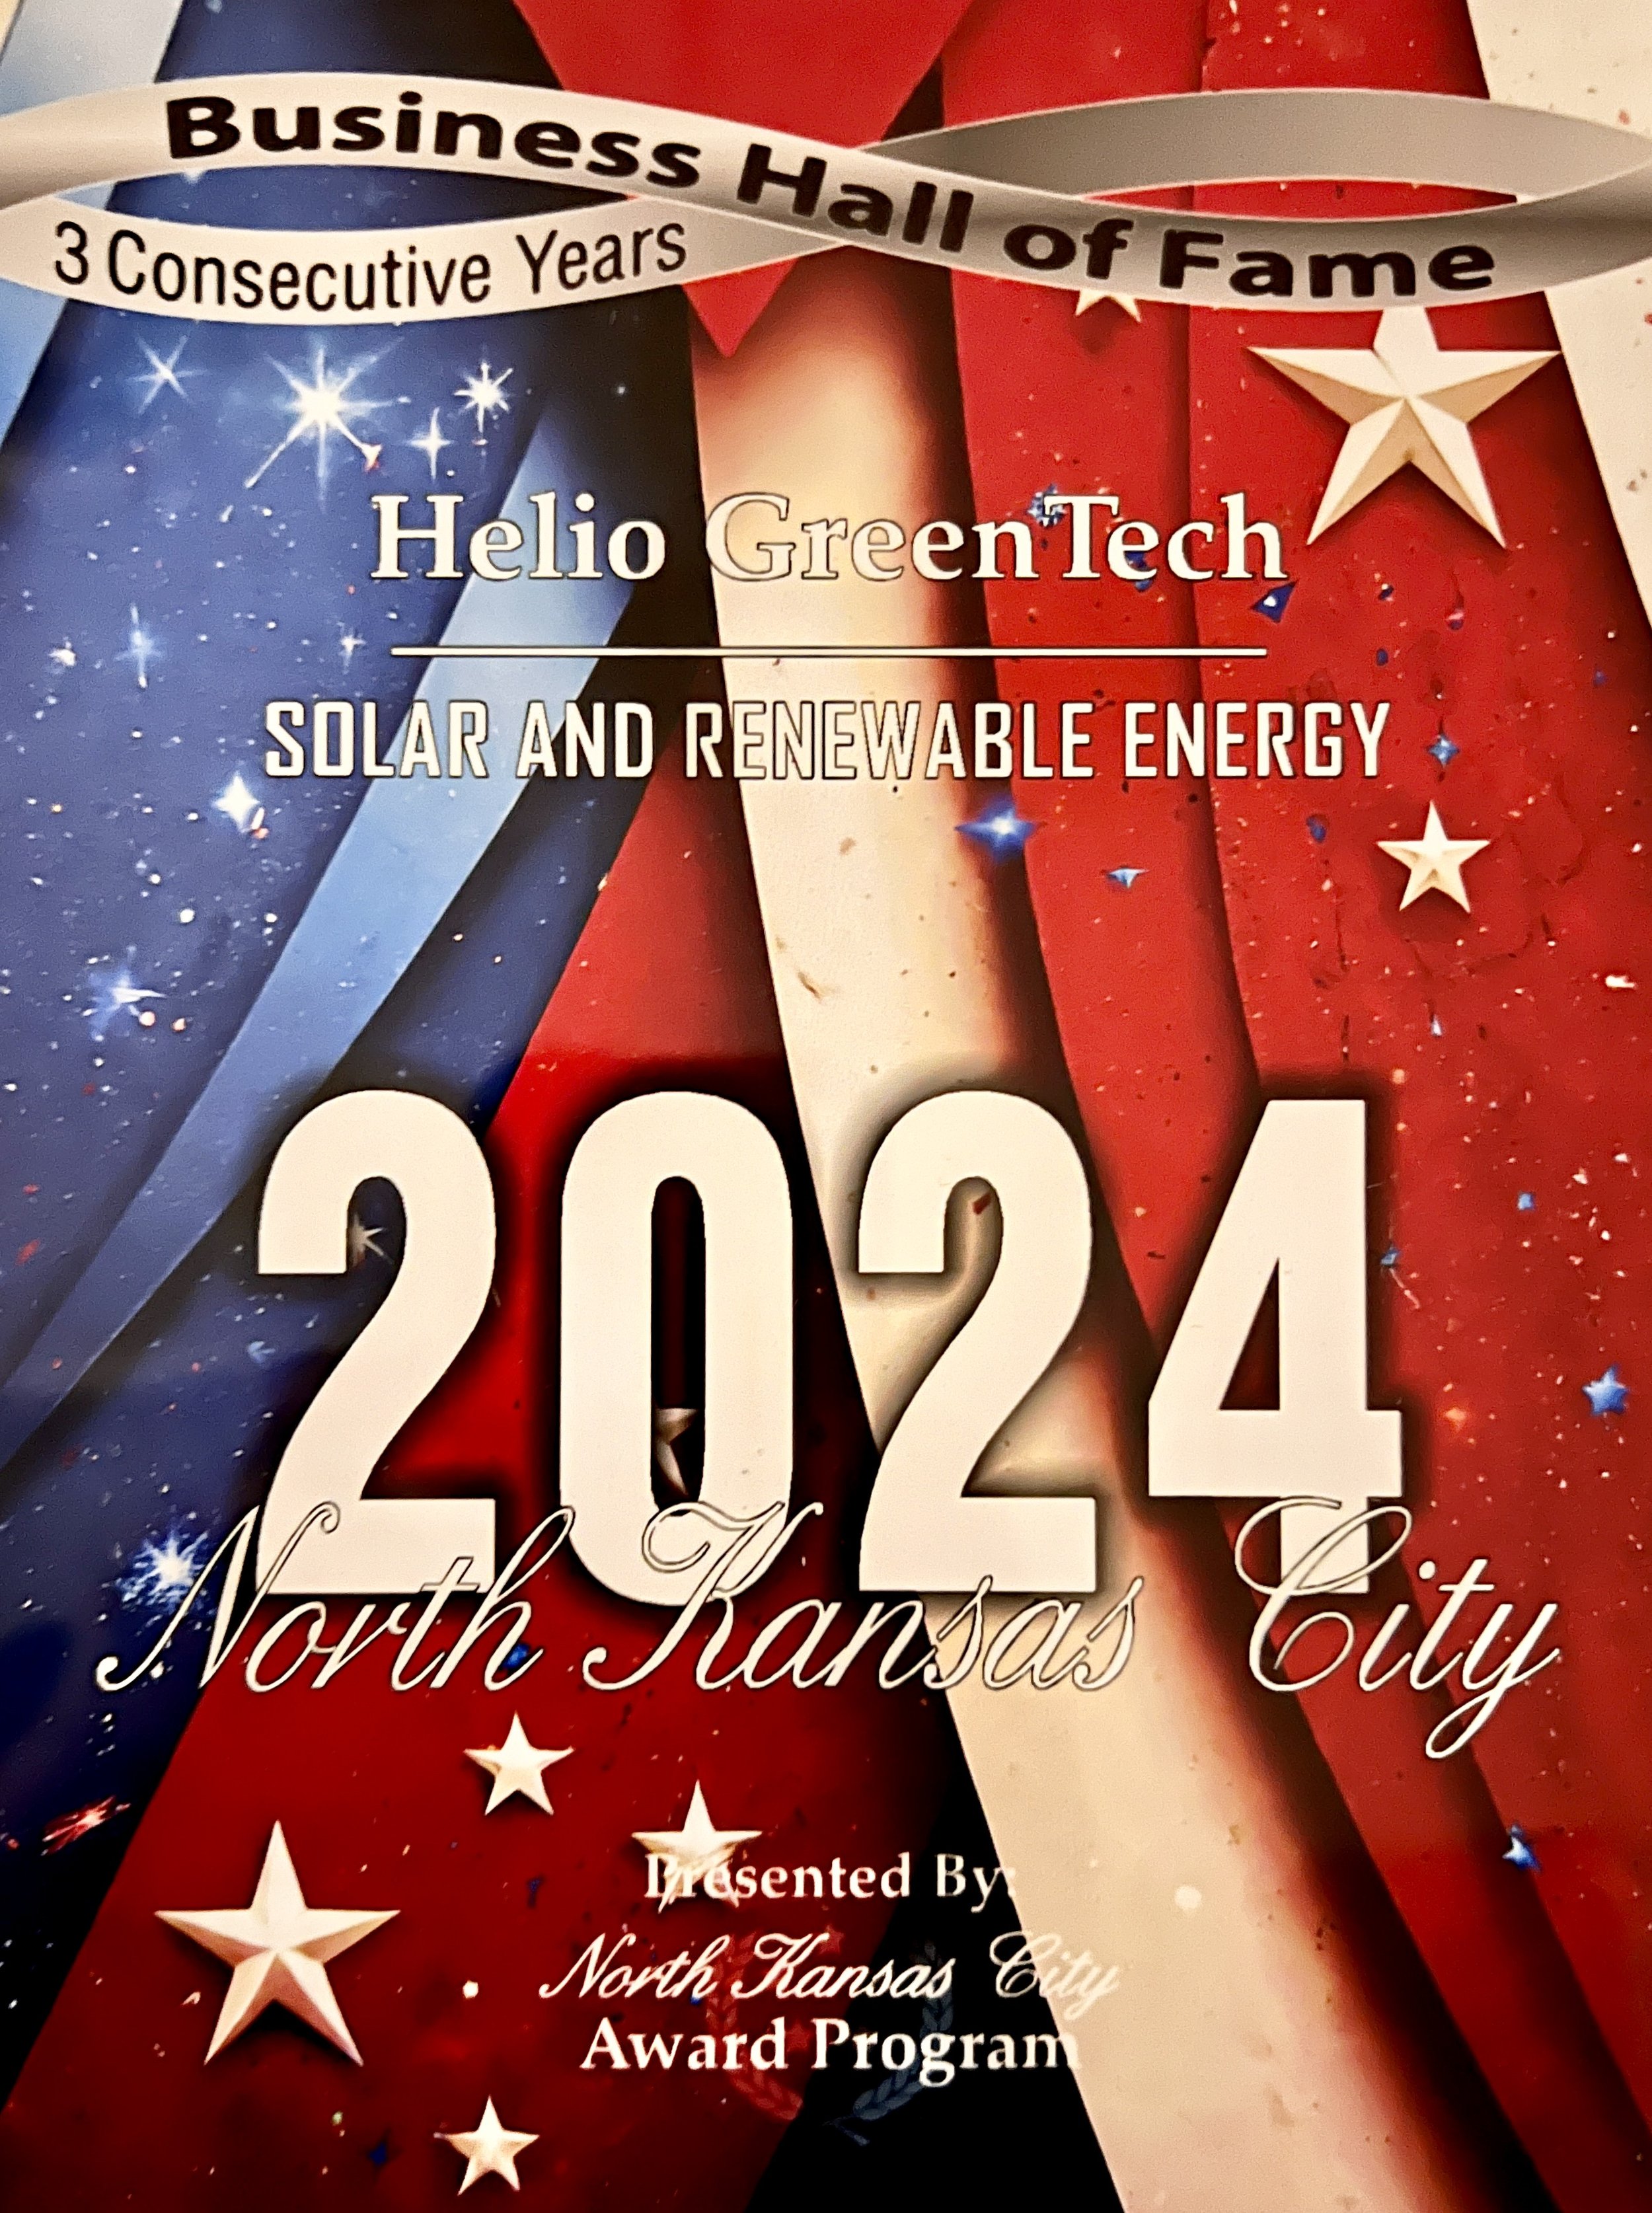 Business Hall of Fame
3 Consecutive Years
Helio GreenTech
SOLAR AND RENEWABLE ENERGY
2024
North Kansas City
Presented By:
North Kansas City
Award Program